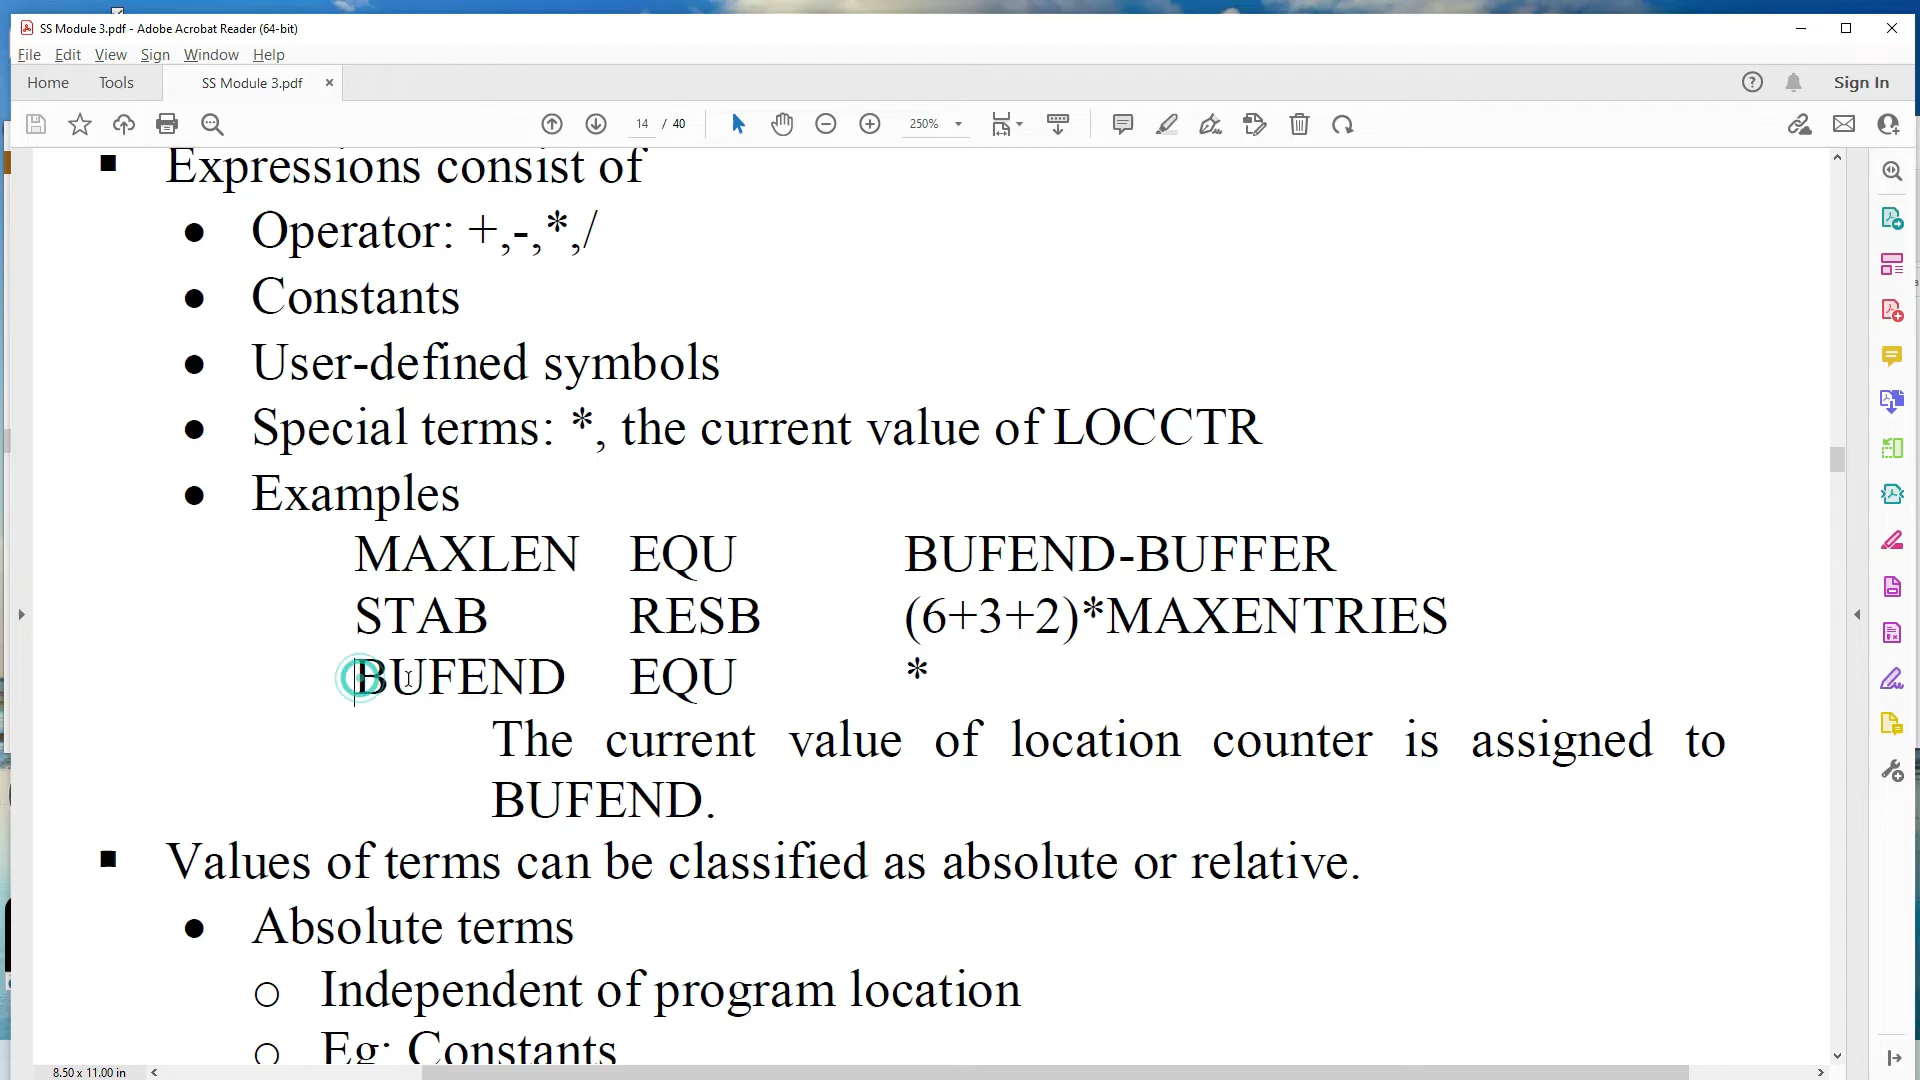 SS Module 3.pdf - Adobe Acrobat Reader (64-bit)
File Edit View Sign Window Help
Home Tools SS Module 3.pdf × Sign In
14 / 40 250%
▪ Expressions consist of
• Operator: +,-,*,/
• Constants
• User-defined symbols
• Special terms: *, the current value of LOCCTR
• Examples
MAXLEN EQU BUFEND-BUFFER
STAB RESB (6+3+2)*MAXENTRIES
BUFEND EQU *
The current value of location counter is assigned to
BUFEND.
▪ Values of terms can be classified as absolute or relative.
• Absolute terms
○ Independent of program location
○ Eg: Constants
8.50 x 11.00 in